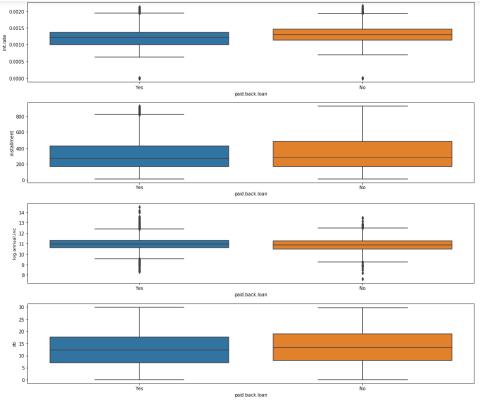 0.0020
0.0015
0.0010
0.0005
0.0000
int.rate
Yes
No
paid.back.loan
800
600
400
200
0
installment
Yes
No
paid.back.loan
14
13
12
11
10
9
8
log.annual.inc
Yes
No
paid.back.loan
30
25
20
15
10
5
0
dti
Yes
No
paid.back.loan